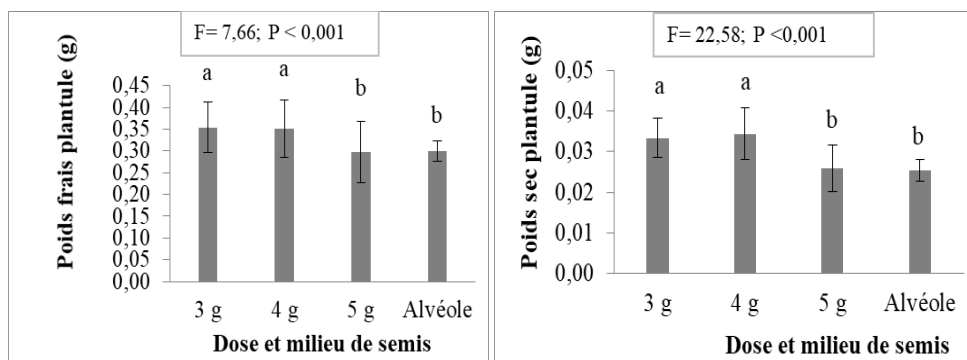 F= 7,66; P < 0,001
Poids frais plantule (g)
0,45
0,40
0,35
0,30
0,25
0,20
0,15
0,10
0,05
0,00
a
a
b
b
3 g 4 g 5 g Alvéole
Dose et milieu de semis
F= 22,58; P <0,001
Poids sec plantule (g)
0,05
0,04
0,03
0,02
0,01
0,00
a
a
b
b
3 g 4 g 5 g Alvéole
Dose et milieu de semis